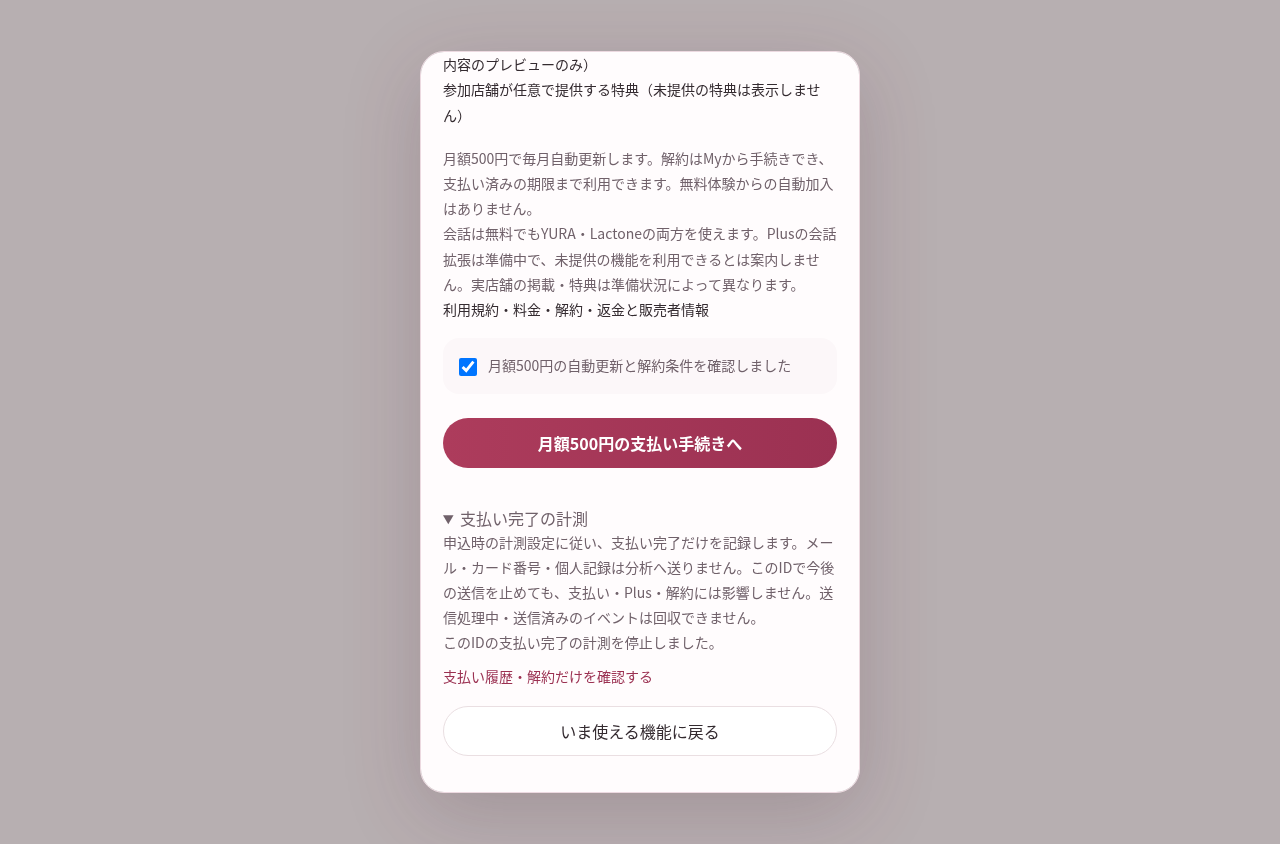 内容のプレビューのみ）
参加店舗が任意で提供する特典（未提供の特典は表示しませ
ん）
月額500円で毎月自動更新します。解約はMyから手続きでき、
支払い済みの期限まで利用できます。無料体験からの自動加入
はありません。
会話は無料でもYURA・Lactoneの両方を使えます。Plusの会話
拡張は準備中で、未提供の機能を利用できるとは案内しませ
ん。実店舗の掲載・特典は準備状況によって異なります。
利用規約・料金・解約・返金と販売者情報
月額500円の自動更新と解約条件を確認しました
月額500円の支払い手続きへ
▼ 支払い完了の計測
申込時の計測設定に従い、支払い完了だけを記録します。メー
ル・カード番号・個人記録は分析へ送りません。このIDで今後
の送信を止めても、支払い・Plus・解約には影響しません。送
信処理中・送信済みのイベントは回収できません。
このIDの支払い完了の計測を停止しました。
支払い履歴・解約だけを確認する
いま使える機能に戻る